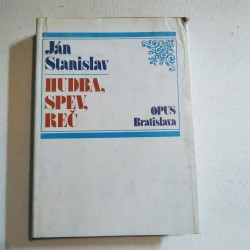 Ján
Stanislav
HUDBA,
SPEV,
REČ
OPUS
Bratislava